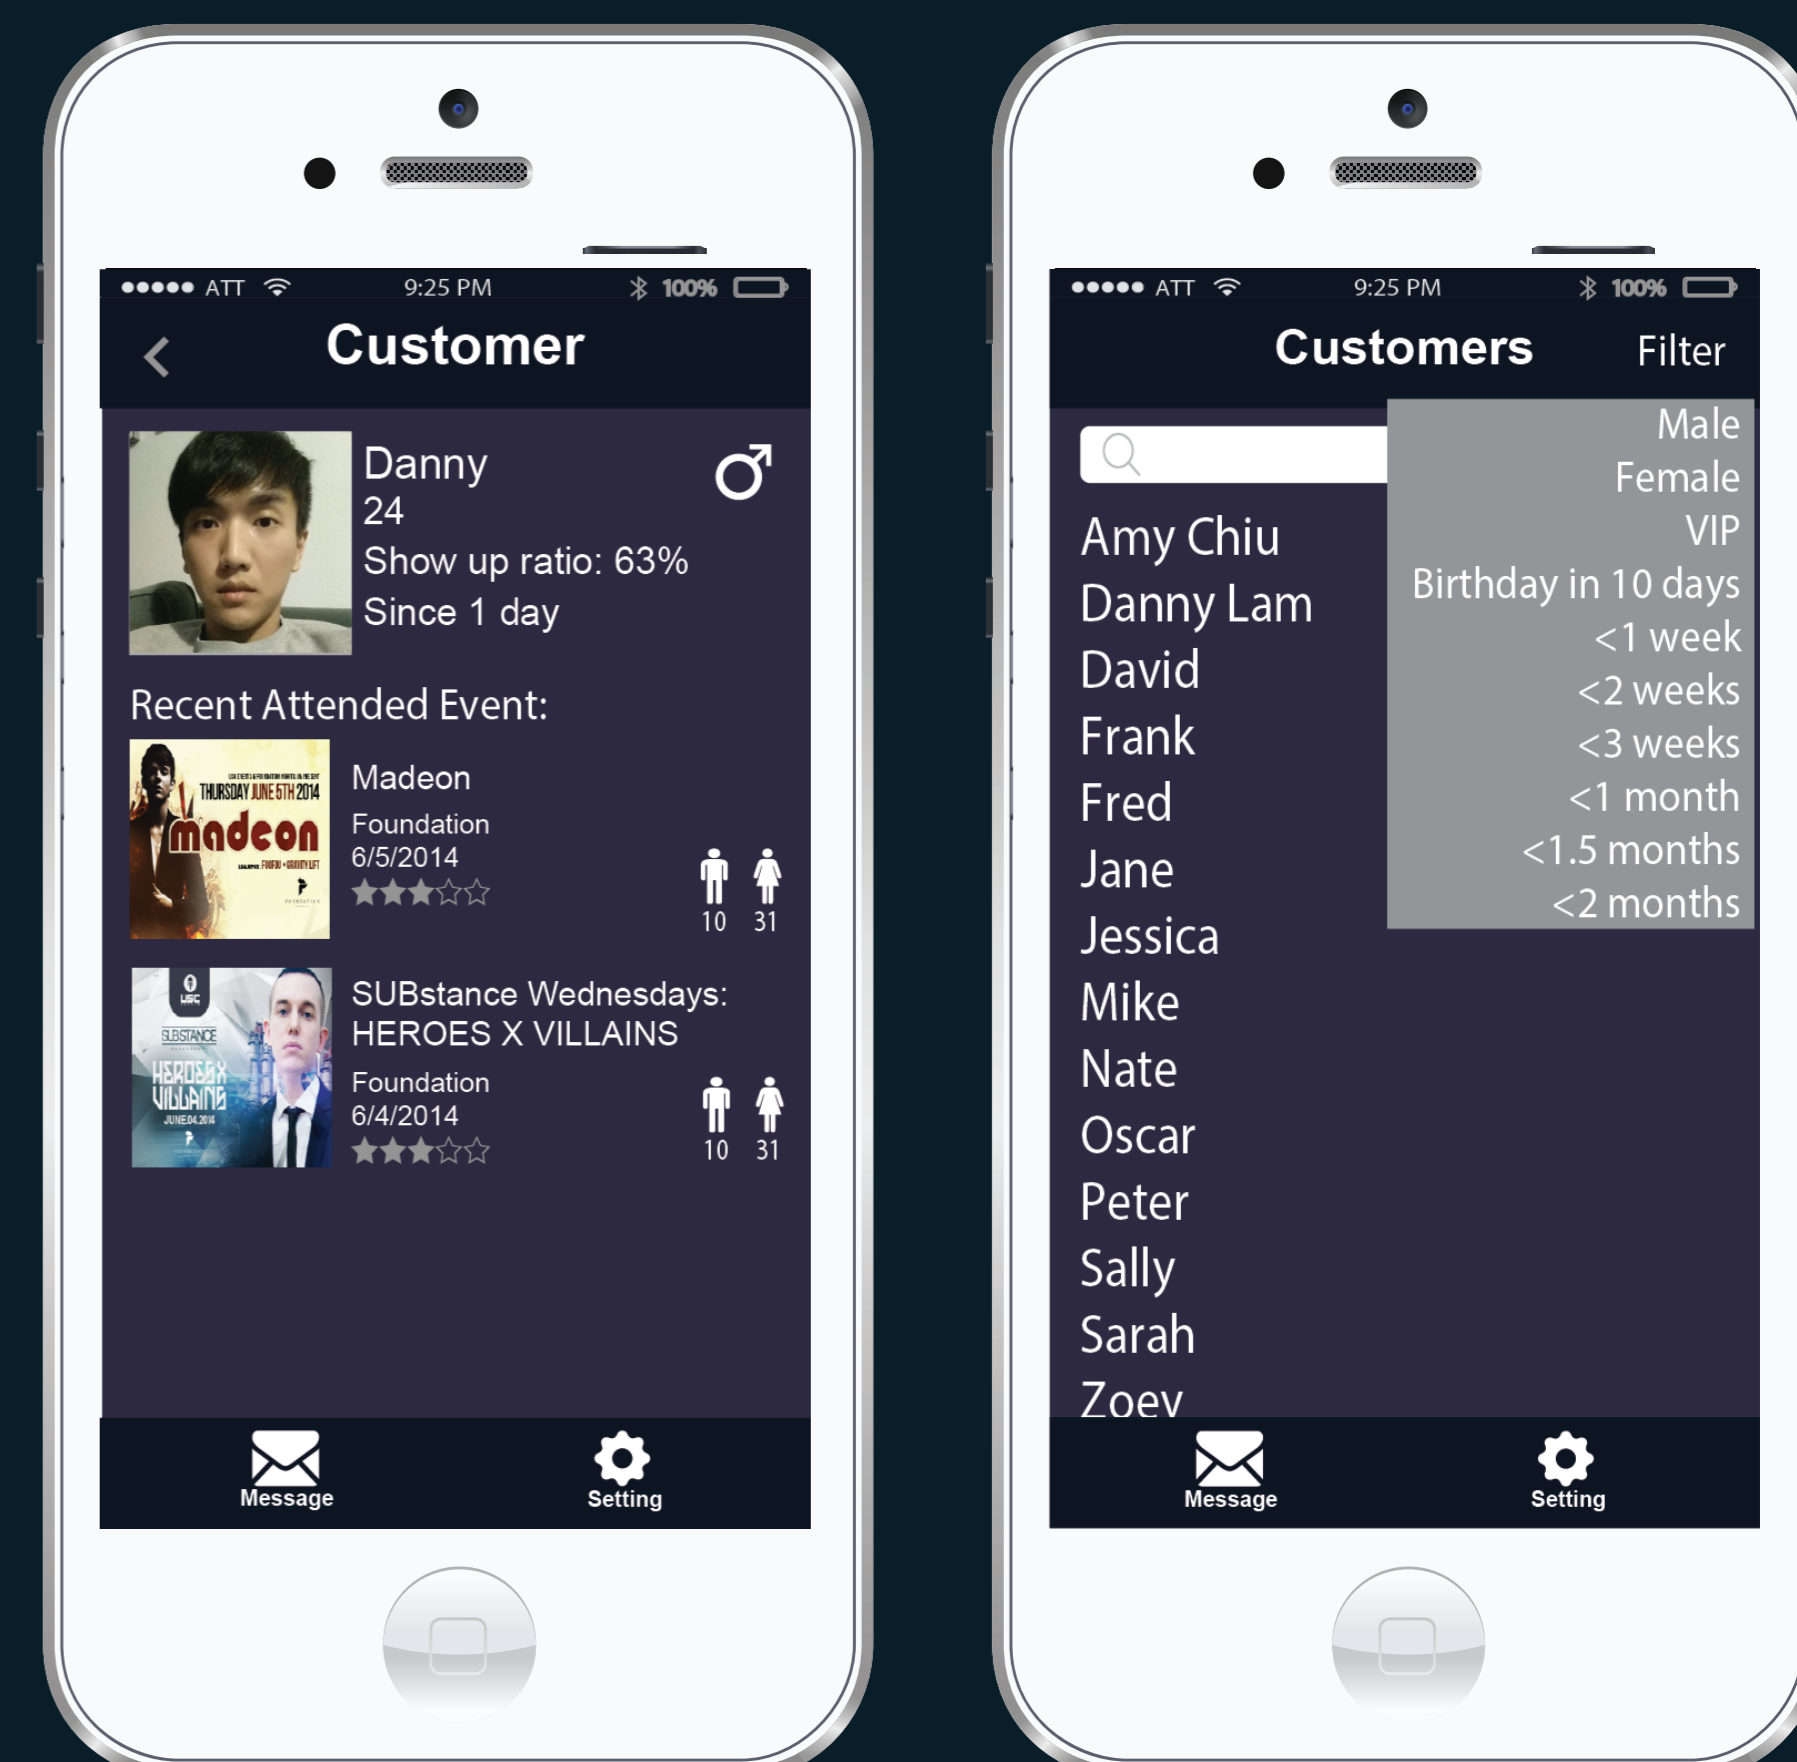 ATT 9:25 PM 100%
Customer
Danny
24
Show up ratio: 63%
Since 1 day
Recent Attended Event:
THURSDAY JUNE 5TH 2014
madeon
Madeon
Foundation
6/5/2014
10 31
USC
SUBSTANCE
HEROES X
VILLAINS
JUNE.04.2014
SUBstance Wednesdays:
HEROES X VILLAINS
Foundation
6/4/2014
10 31
Message Setting
ATT 9:25 PM 100%
Customers Filter
Male
Female
VIP
Birthday in 10 days
<1 week
<2 weeks
<3 weeks
<1 month
<1.5 months
<2 months
Amy Chiu
Danny Lam
David
Frank
Fred
Jane
Jessica
Mike
Nate
Oscar
Peter
Sally
Sarah
Zoey
Message Setting